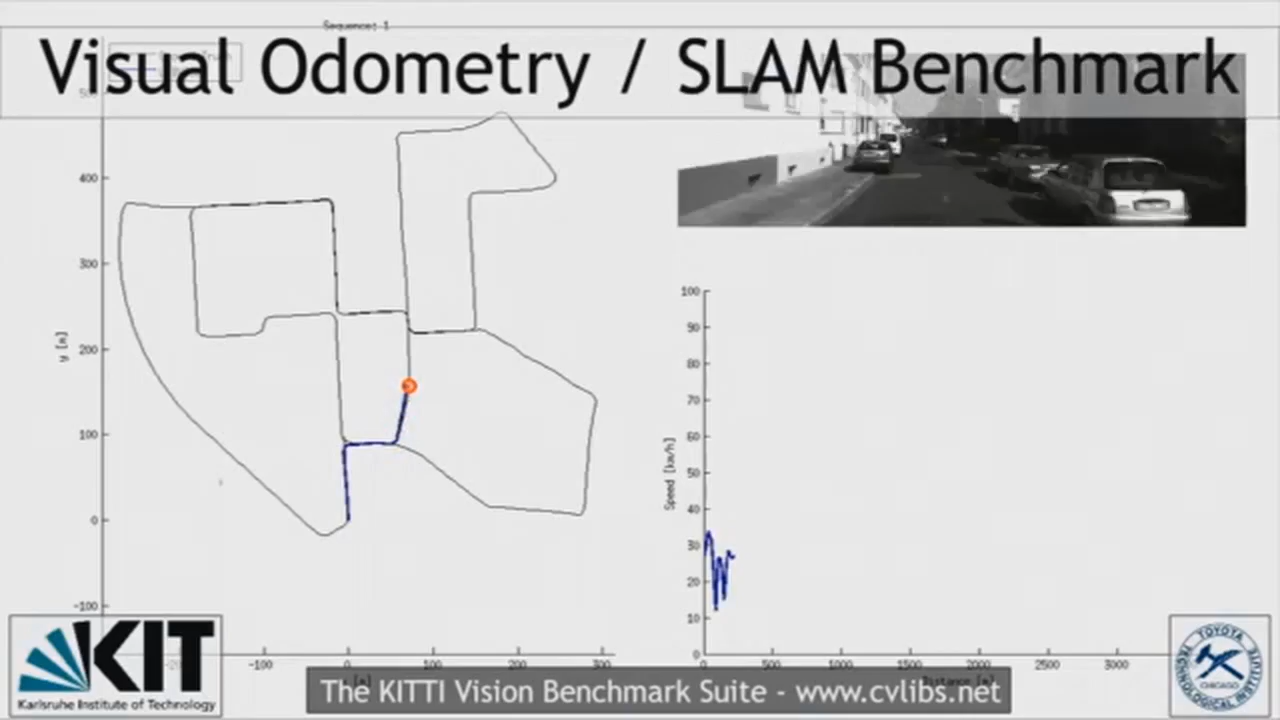 Sequence: 1
Visual Odometry / SLAM Benchmark
400
300
200
100
0
-100
y [m]
-100
0
100
200
300
100
90
80
70
60
50
40
30
20
10
0
Speed [km/h]
0
500
1000
1500
2000
2500
3000
Distance [m]
KIT
Karlsruhe Institute of Technology
The KITTI Vision Benchmark Suite - www.cvlibs.net
TOYOTA
TECHNOLOGICAL INSTITUTE
CHICAGO